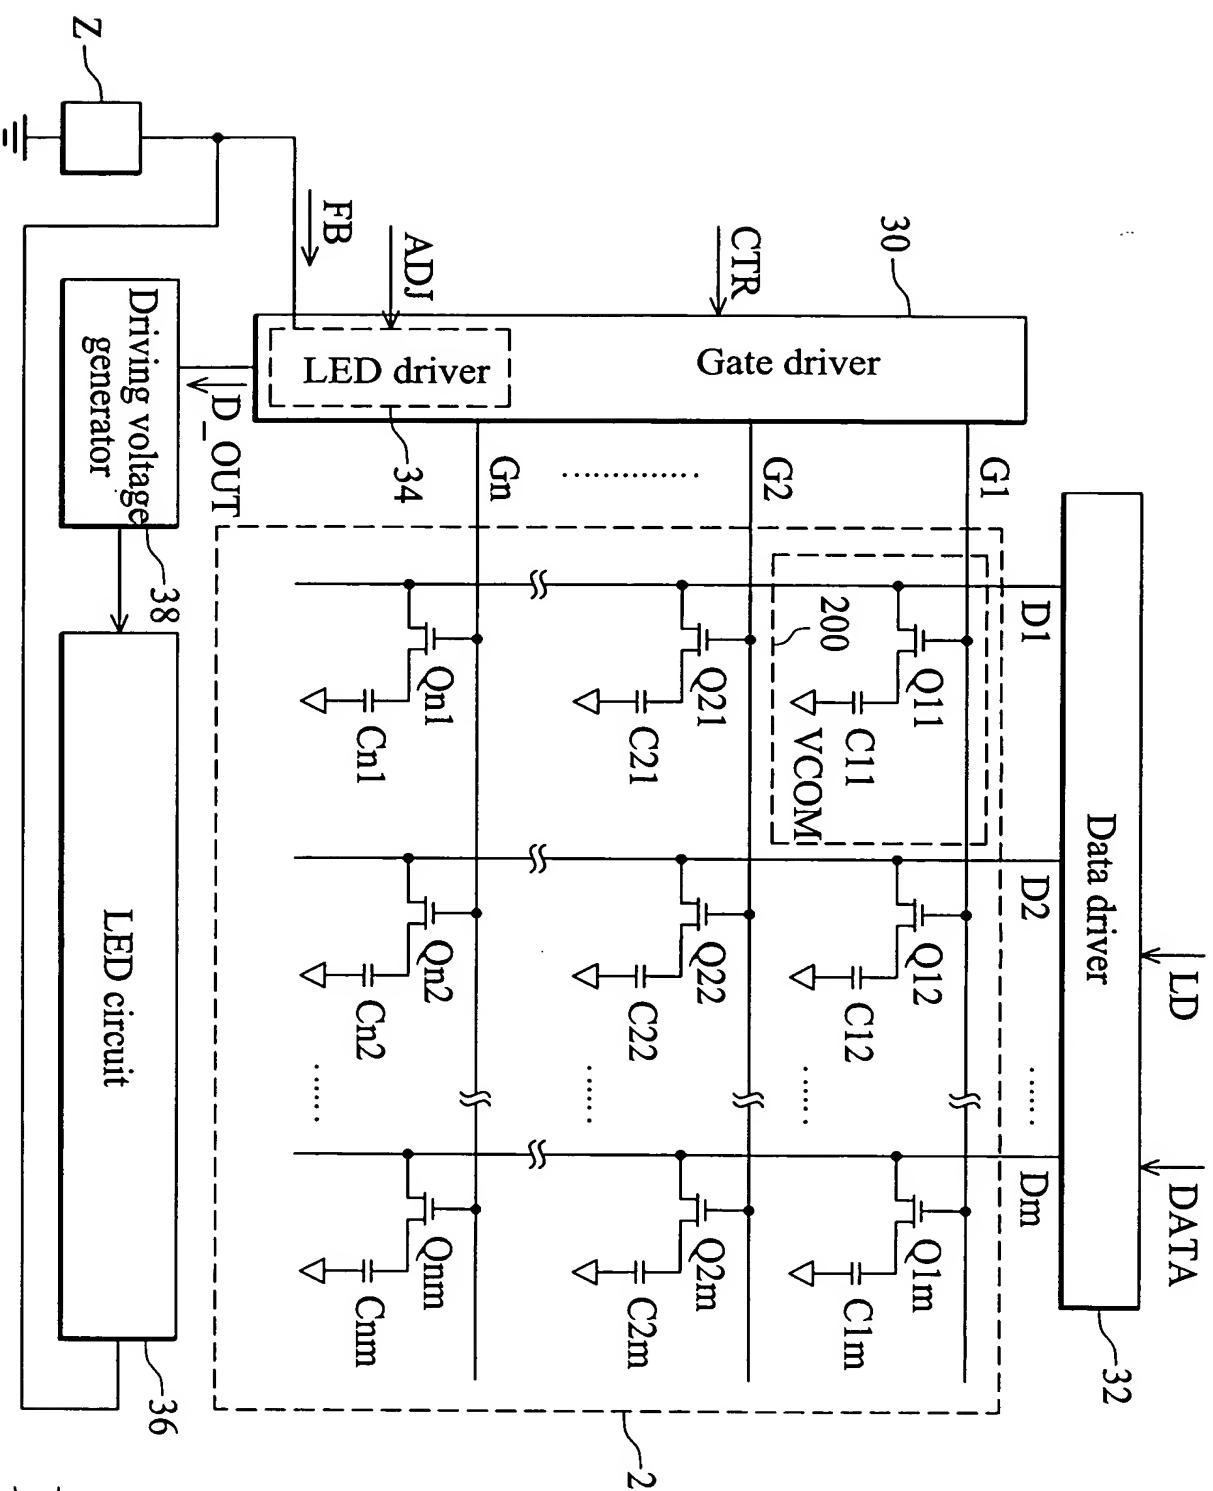 LD
DATA
Data driver
32
D1
D2
......
Dm
30
CTR
Gate driver
ADJ
FB
LED driver
34
G1
G2
..............
Gn
Q11
C11
VCOM
200
Q12
C12
......
Q1m
C1m
Q21
C21
Q22
C22
......
Q2m
C2m
Qn1
Cn1
Qn2
Cn2
......
Qnm
Cnm
2
D_OUT
Z
Driving voltage
generator
38
LED circuit
36